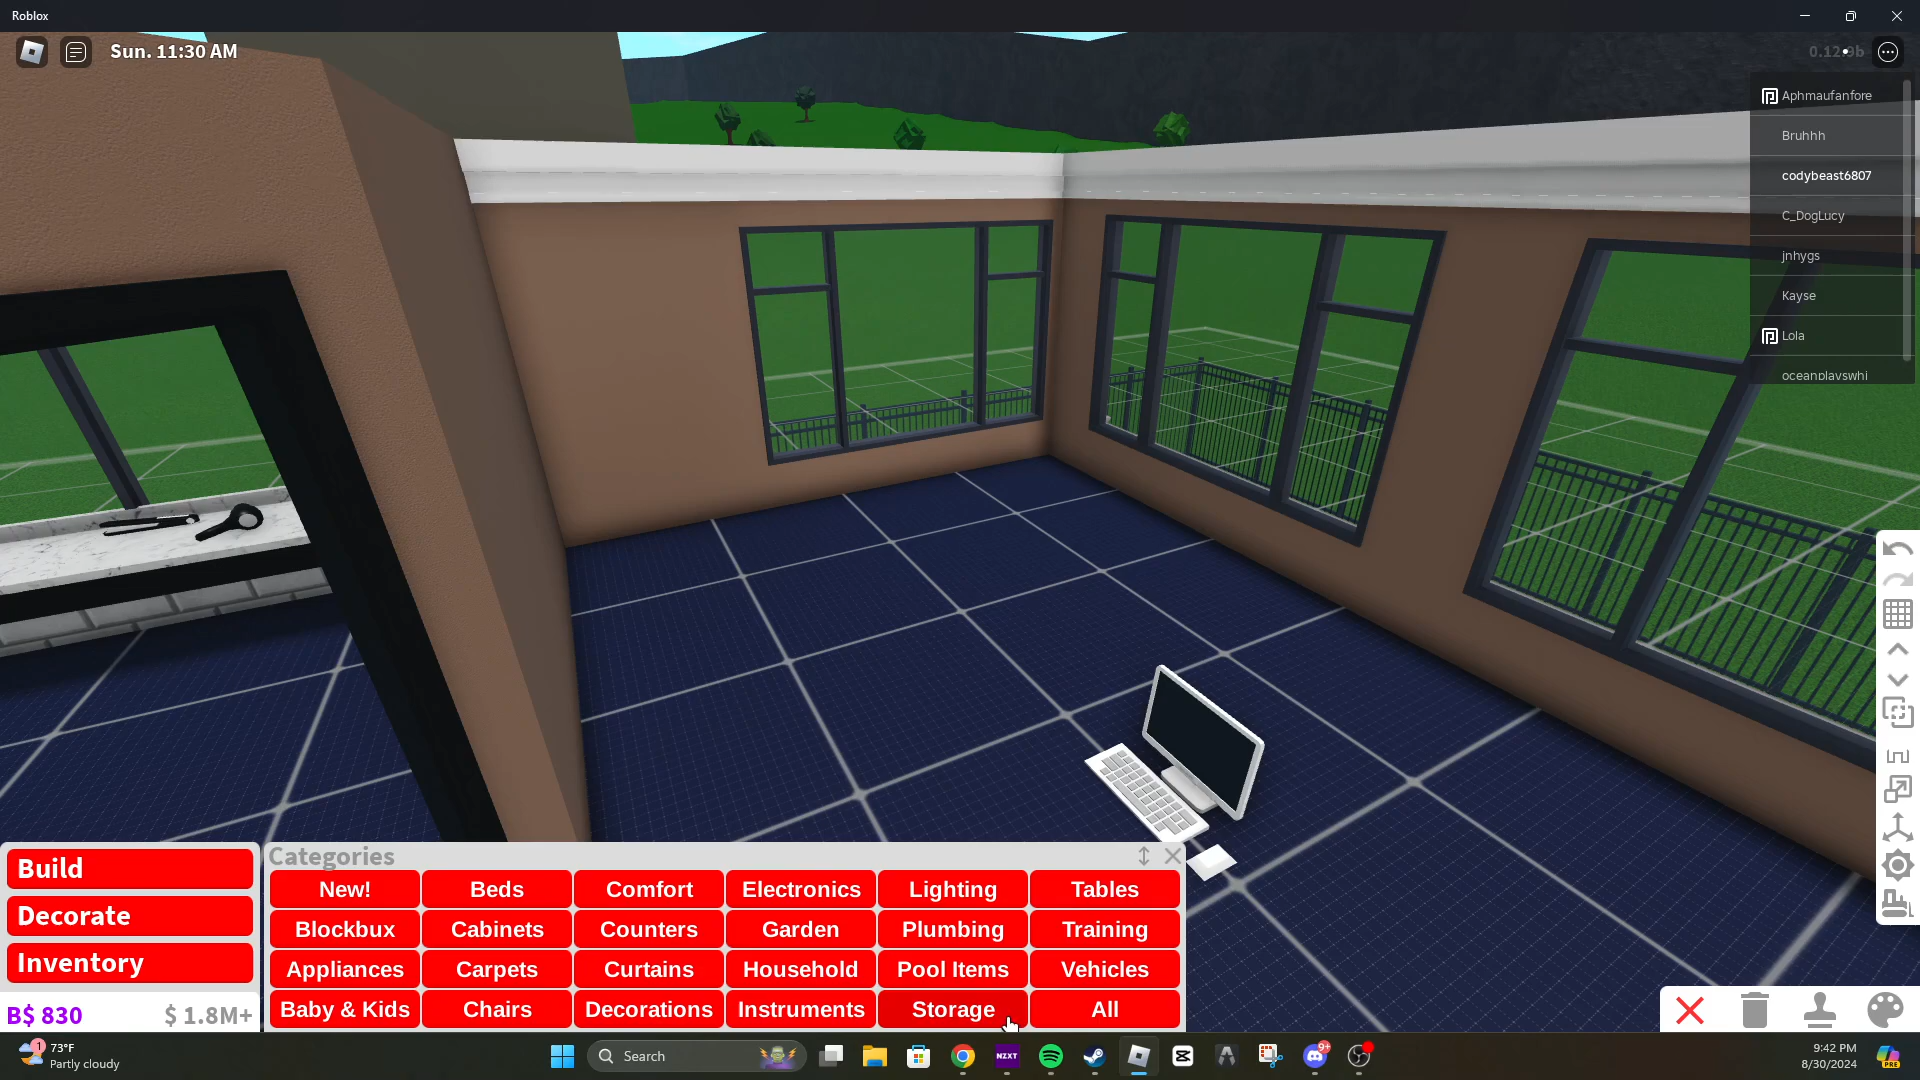 Roblox
Sun. 11:30 AM
Aphmaufanfore
Bruhhh
codybeast6807
C_DogLucy
jnhygs
Kayse
Lola
oceanplayswhi
Build
Decorate
Inventory
B$ 830 $ 1.8M+
Categories
New! Beds Comfort Electronics Lighting Tables
Blockbux Cabinets Counters Garden Plumbing Training
Appliances Carpets Curtains Household Pool Items Vehicles
Baby & Kids Chairs Decorations Instruments Storage All
1
73°F
Partly cloudy
Search
NZXT
9+
9:42 PM
8/30/2024
PRE